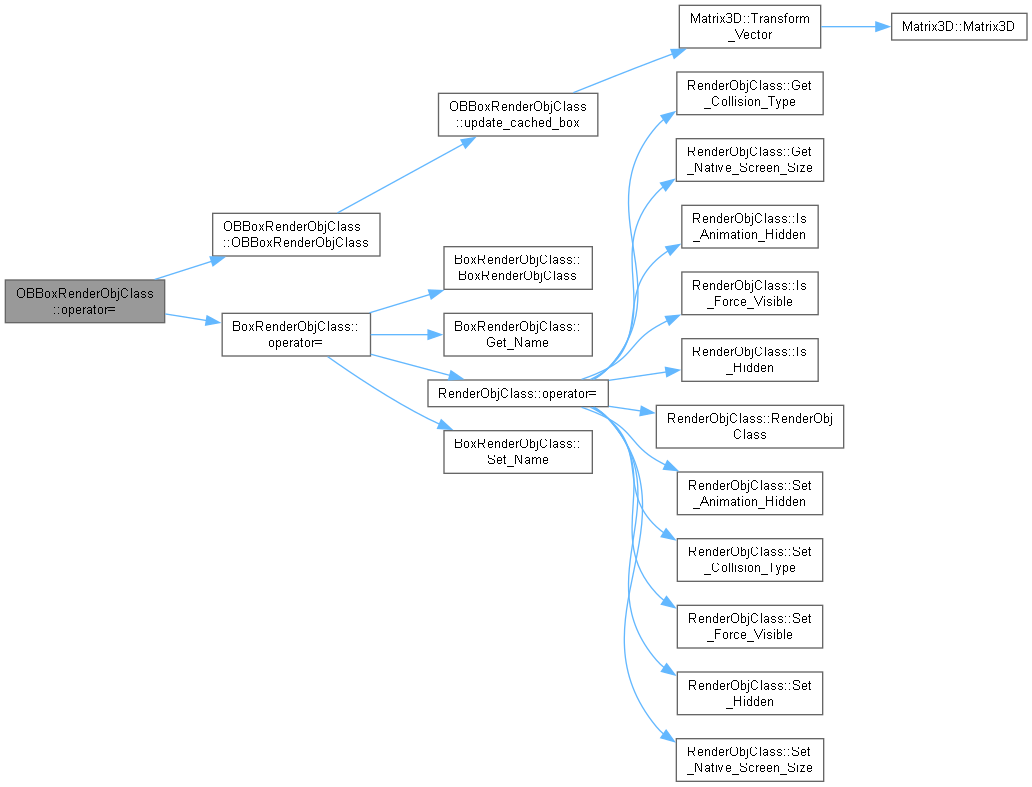 OBBoxRenderObjClass
::operator=
OBBoxRenderObjClass
::OBBoxRenderObjClass
BoxRenderObjClass::
operator=
OBBoxRenderObjClass
::update_cached_box
BoxRenderObjClass::
BoxRenderObjClass
BoxRenderObjClass::
Get_Name
RenderObjClass::operator=
BoxRenderObjClass::
Set_Name
Matrix3D::Transform
_Vector
RenderObjClass::Get
_Collision_Type
RenderObjClass::Get
_Native_Screen_Size
RenderObjClass::Is
_Animation_Hidden
RenderObjClass::Is
_Force_Visible
RenderObjClass::Is
_Hidden
RenderObjClass::RenderObj
Class
RenderObjClass::Set
_Animation_Hidden
RenderObjClass::Set
_Collision_Type
RenderObjClass::Set
_Force_Visible
RenderObjClass::Set
_Hidden
RenderObjClass::Set
_Native_Screen_Size
Matrix3D::Matrix3D